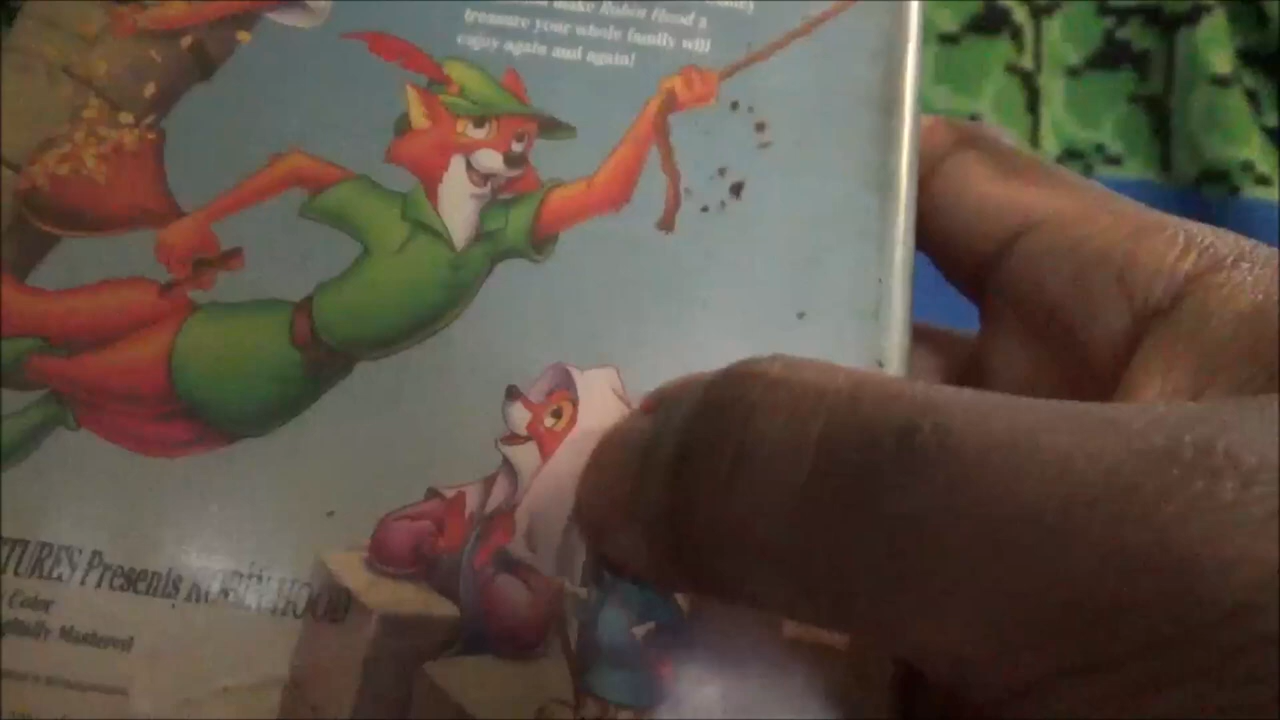 make Robin Hood a
treasure your whole family will
enjoy again and again!
TURES Presents ROBIN HOOD
Color
Mastered